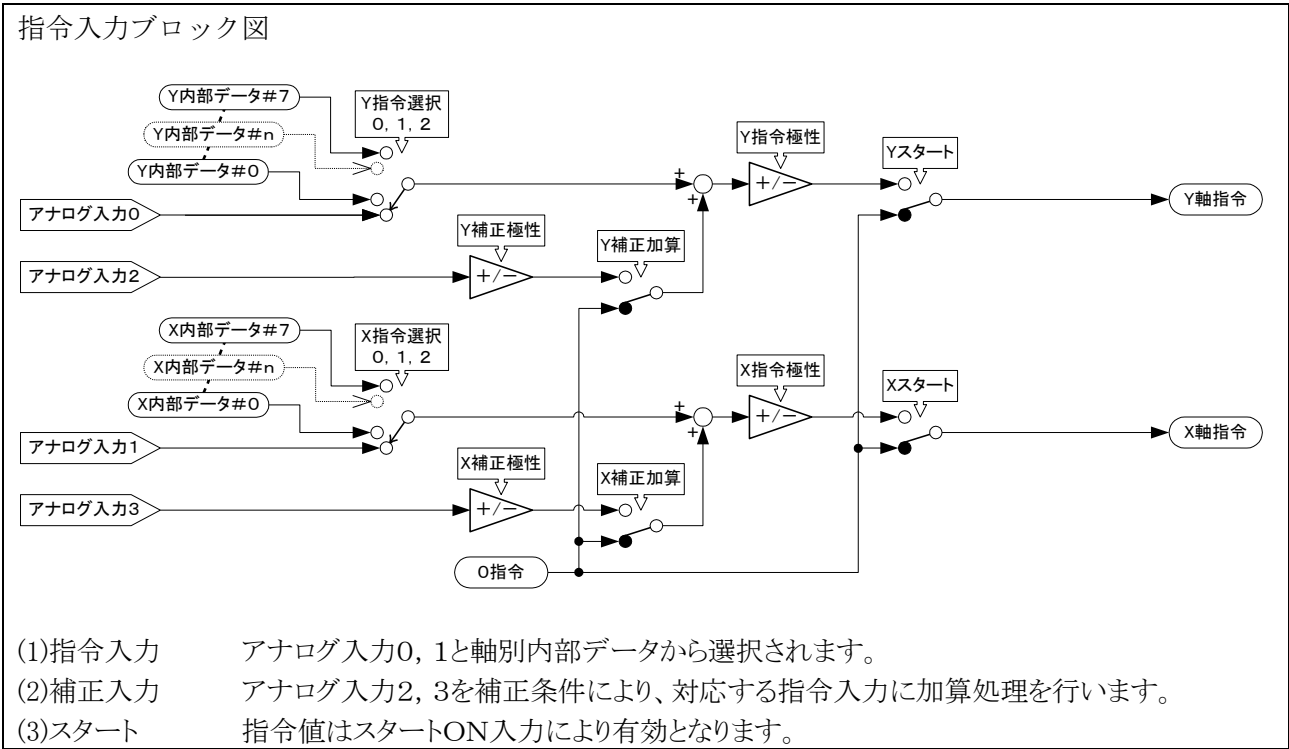 指令入力ブロック図
Y内部データ#7
Y指令選択
0, 1, 2
Y内部データ#n
Y内部データ#0
アナログ入力0
Y指令極性
+/-
Yスタート
+
+
Y軸指令
Y補正極性
Y補正加算
アナログ入力2
+/-
X内部データ#7
X指令選択
0, 1, 2
X内部データ#n
X内部データ#0
アナログ入力1
X指令極性
+/-
Xスタート
+
+
X軸指令
X補正極性
X補正加算
アナログ入力3
+/-
0指令
(1)指令入力 アナログ入力0, 1と軸別内部データから選択されます。
(2)補正入力 アナログ入力2, 3を補正条件により、対応する指令入力に加算処理を行います。
(3)スタート 指令値はスタートON入力により有効となります。